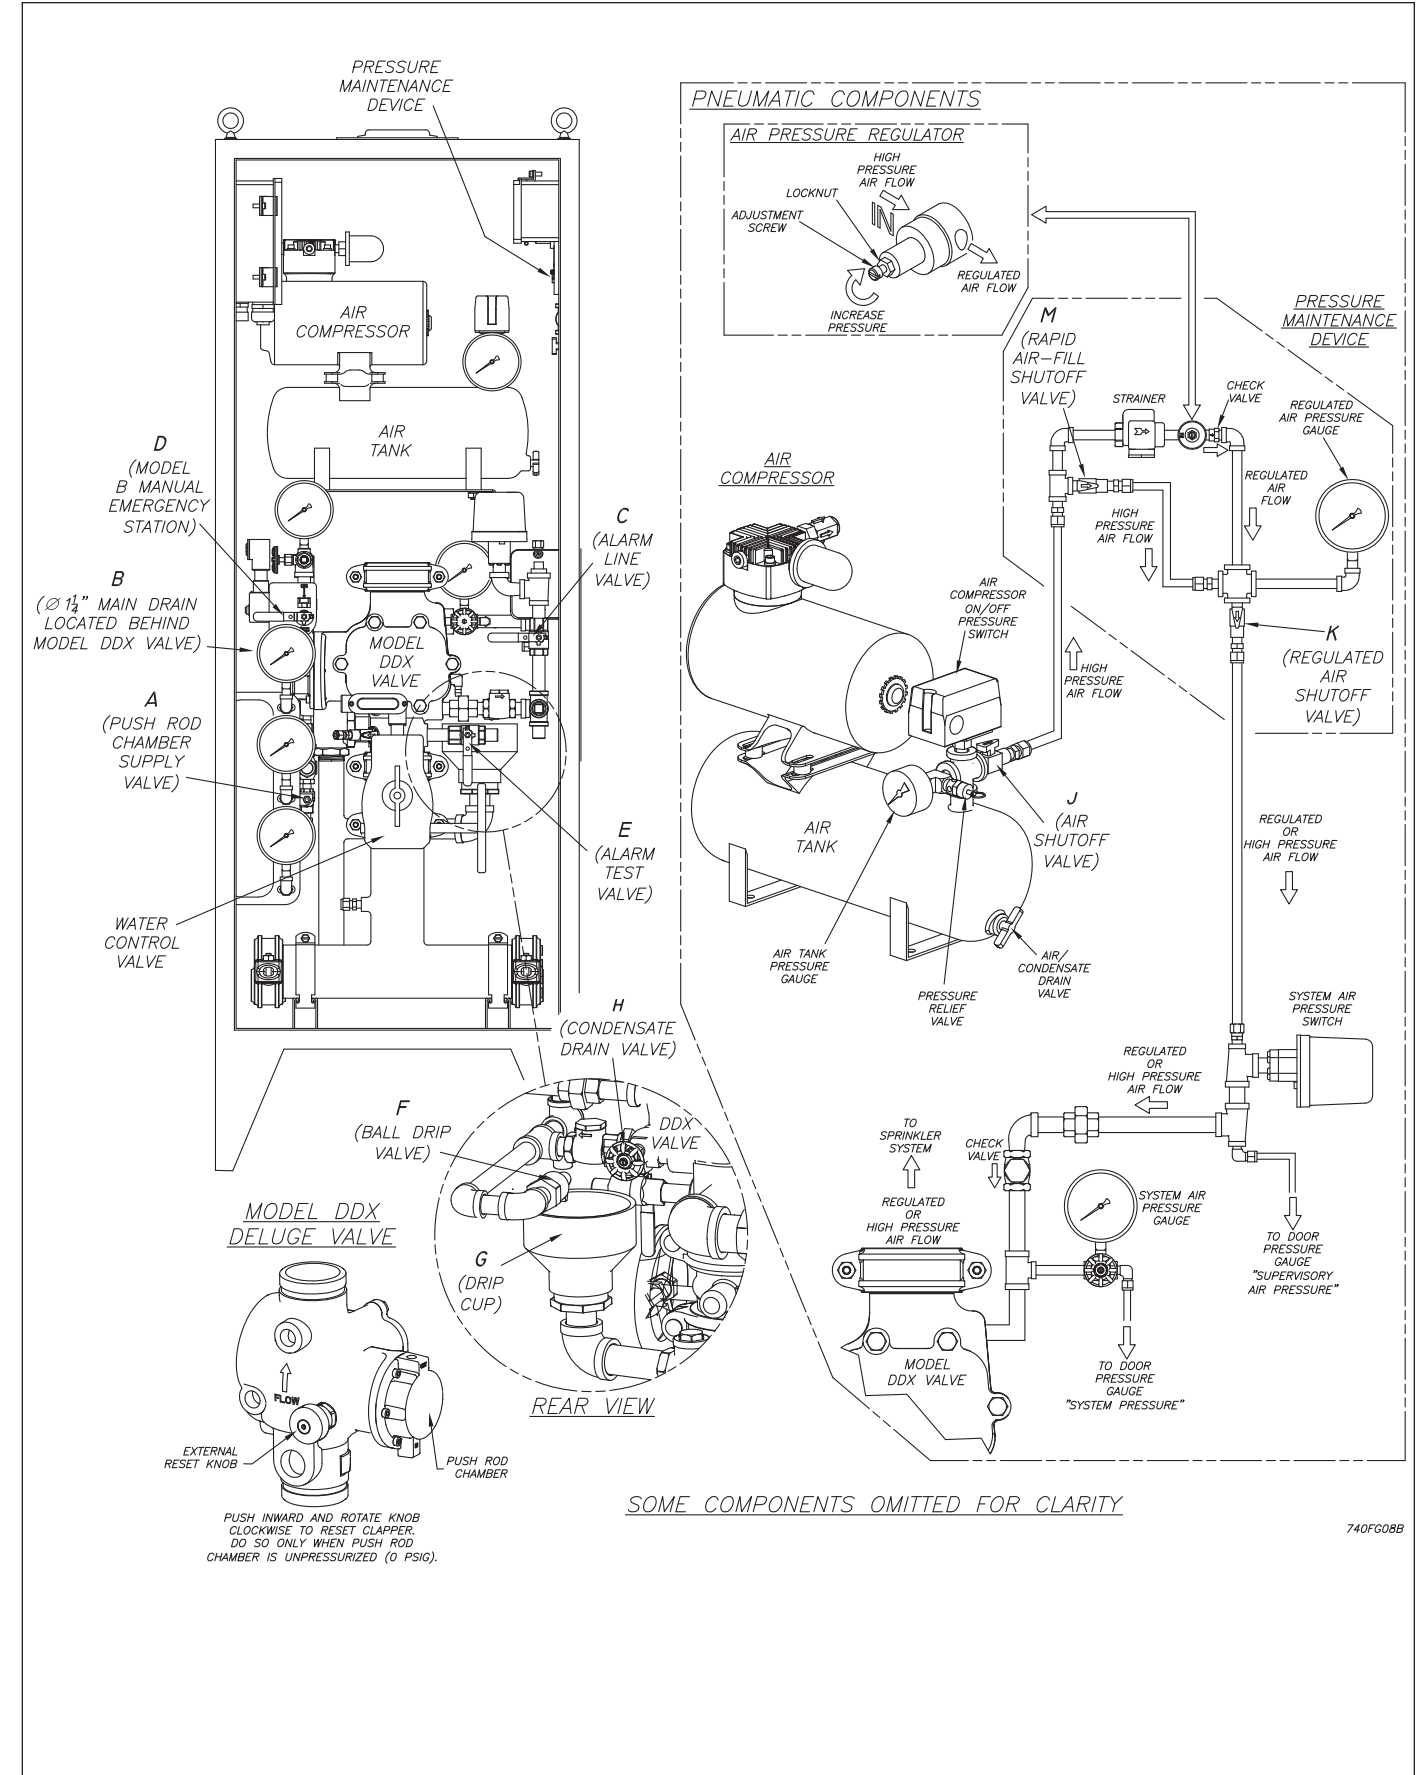 PRESSURE
MAINTENANCE
DEVICE
PNEUMATIC COMPONENTS
AIR PRESSURE REGULATOR
HIGH
PRESSURE
AIR FLOW
LOCKNUT
IN
ADJUSTMENT
SCREW
REGULATED
AIR FLOW
INCREASE
PRESSURE
AIR
COMPRESSOR
AIR
TANK
D
(MODEL
B MANUAL
EMERGENCY
STATION)
C
(ALARM
LINE
VALVE)
B
(Ø 1¼" MAIN DRAIN
LOCATED BEHIND
MODEL DDX VALVE)
MODEL
DDX
VALVE
A
(PUSH ROD
CHAMBER
SUPPLY
VALVE)
E
(ALARM
TEST
VALVE)
WATER
CONTROL
VALVE
PRESSURE
MAINTENANCE
DEVICE
M
(RAPID
AIR-FILL
SHUTOFF
VALVE)
STRAINER
CHECK
VALVE
REGULATED
AIR PRESSURE
GAUGE
REGULATED
AIR
FLOW
HIGH
PRESSURE
AIR FLOW
AIR
COMPRESSOR
AIR
COMPRESSOR
ON/OFF
PRESSURE
SWITCH
HIGH
PRESSURE
AIR FLOW
K
(REGULATED
AIR
SHUTOFF
VALVE)
J
(AIR
SHUTOFF
VALVE)
AIR
TANK
AIR TANK
PRESSURE
GAUGE
PRESSURE
RELIEF
VALVE
AIR/
CONDENSATE
DRAIN
VALVE
REGULATED
OR
HIGH PRESSURE
AIR FLOW
SYSTEM AIR
PRESSURE
SWITCH
REGULATED
OR
HIGH PRESSURE
AIR FLOW
H
(CONDENSATE
DRAIN VALVE)
F
(BALL DRIP
VALVE)
DDX
VALVE
G
(DRIP
CUP)
REAR VIEW
TO
SPRINKLER
SYSTEM
CHECK
VALVE
REGULATED
OR
HIGH PRESSURE
AIR FLOW
SYSTEM AIR
PRESSURE
GAUGE
TO DOOR
PRESSURE
GAUGE
"SUPERVISORY
AIR PRESSURE"
MODEL
DDX VALVE
TO DOOR
PRESSURE
GAUGE
"SYSTEM PRESSURE"
MODEL DDX
DELUGE VALVE
FLOW
EXTERNAL
RESET KNOB
PUSH ROD
CHAMBER
PUSH INWARD AND ROTATE KNOB
CLOCKWISE TO RESET CLAPPER.
DO SO ONLY WHEN PUSH ROD
CHAMBER IS UNPRESSURIZED (0 PSIG).
SOME COMPONENTS OMITTED FOR CLARITY
740FG08B